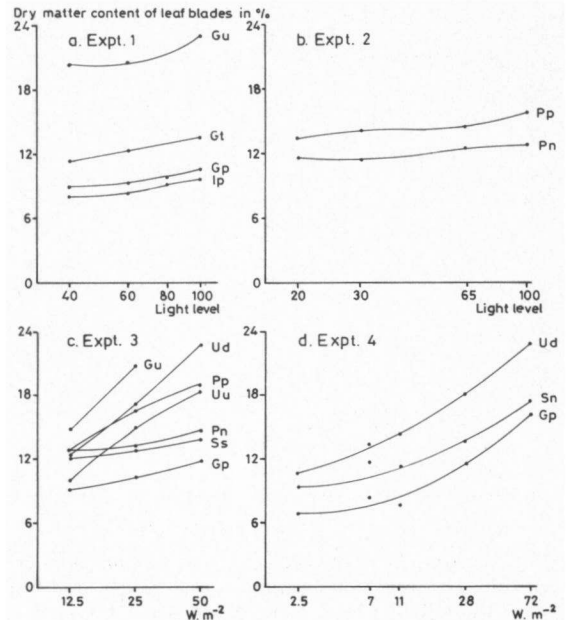 Dry matter content of leaf blades in %
24
18
12
6
0
a. Expt. 1
Gu
Gt
Gp
Ip
40 60 80 100
Light level
b. Expt. 2
24
18
12
6
0
Pp
Pn
20 30 65 100
Light level
c. Expt. 3
24
18
12
6
0
Gu
Ud
Pp
Uu
Pn
Ss
Gp
12.5 25 50
W. m-2
d. Expt. 4
24
18
12
6
0
Ud
Sn
Gp
2.5 7 11 28 72
W. m-2